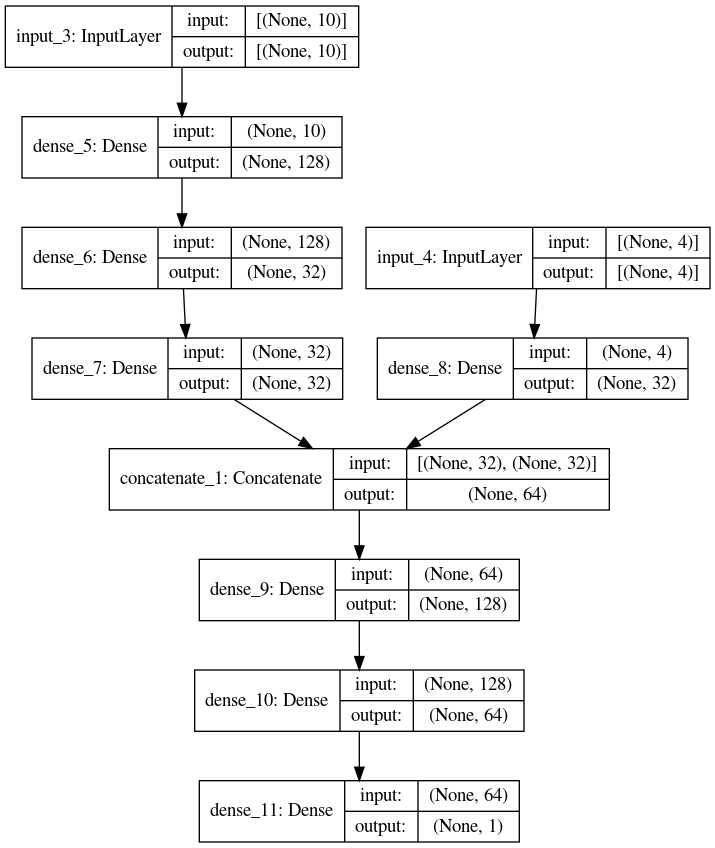 input_3: InputLayer
input: [(None, 10)]
output: [(None, 10)]
dense_5: Dense
input: (None, 10)
output: (None, 128)
dense_6: Dense
input: (None, 128)
output: (None, 32)
input_4: InputLayer
input: [(None, 4)]
output: [(None, 4)]
dense_7: Dense
input: (None, 32)
output: (None, 32)
dense_8: Dense
input: (None, 4)
output: (None, 32)
concatenate_1: Concatenate
input: [(None, 32), (None, 32)]
output: (None, 64)
dense_9: Dense
input: (None, 64)
output: (None, 128)
dense_10: Dense
input: (None, 128)
output: (None, 64)
dense_11: Dense
input: (None, 64)
output: (None, 1)